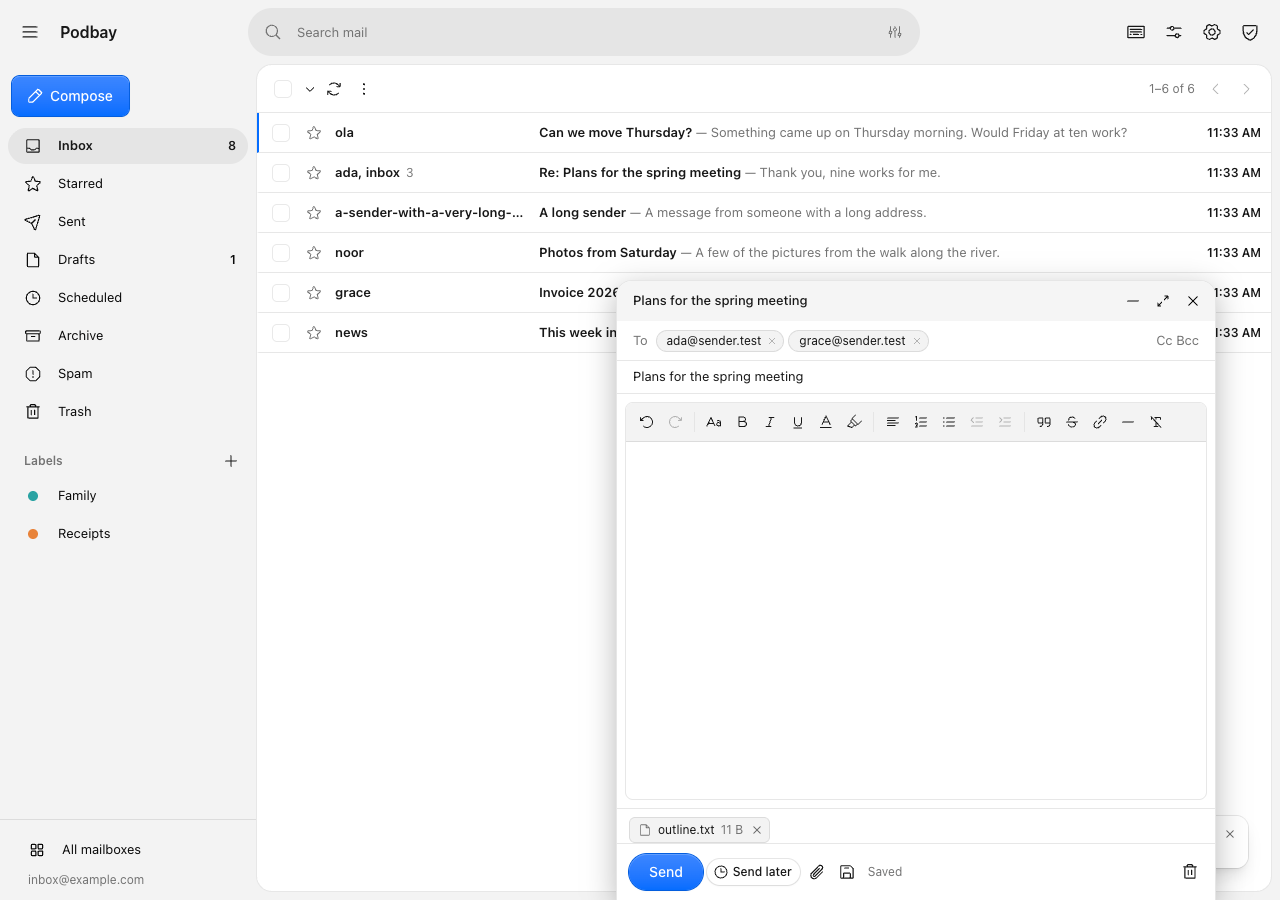 Podbay
Search mail
Compose
1–6 of 6
Inbox 8
Starred
Sent
Drafts 1
Scheduled
Archive
Spam
Trash
Labels
Family
Receipts
All mailboxes
inbox@example.com
ola Can we move Thursday? — Something came up on Thursday morning. Would Friday at ten work? 11:33 AM
ada, inbox 3 Re: Plans for the spring meeting — Thank you, nine works for me. 11:33 AM
a-sender-with-a-very-long-... A long sender — A message from someone with a long address. 11:33 AM
noor Photos from Saturday — A few of the pictures from the walk along the river. 11:33 AM
grace Invoice 2026
news This week in :33 AM
Plans for the spring meeting
To ada@sender.test grace@sender.test Cc Bcc
Plans for the spring meeting
Aa B I U A
outline.txt 11 B
Send Send later Saved